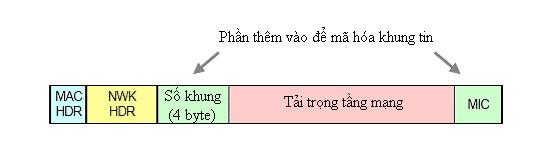 Phần thêm vào để mã hóa khung tin
MAC
HDR
NWK
HDR
Số khung
(4 byte)
Tải trọng tầng mạng
MIC